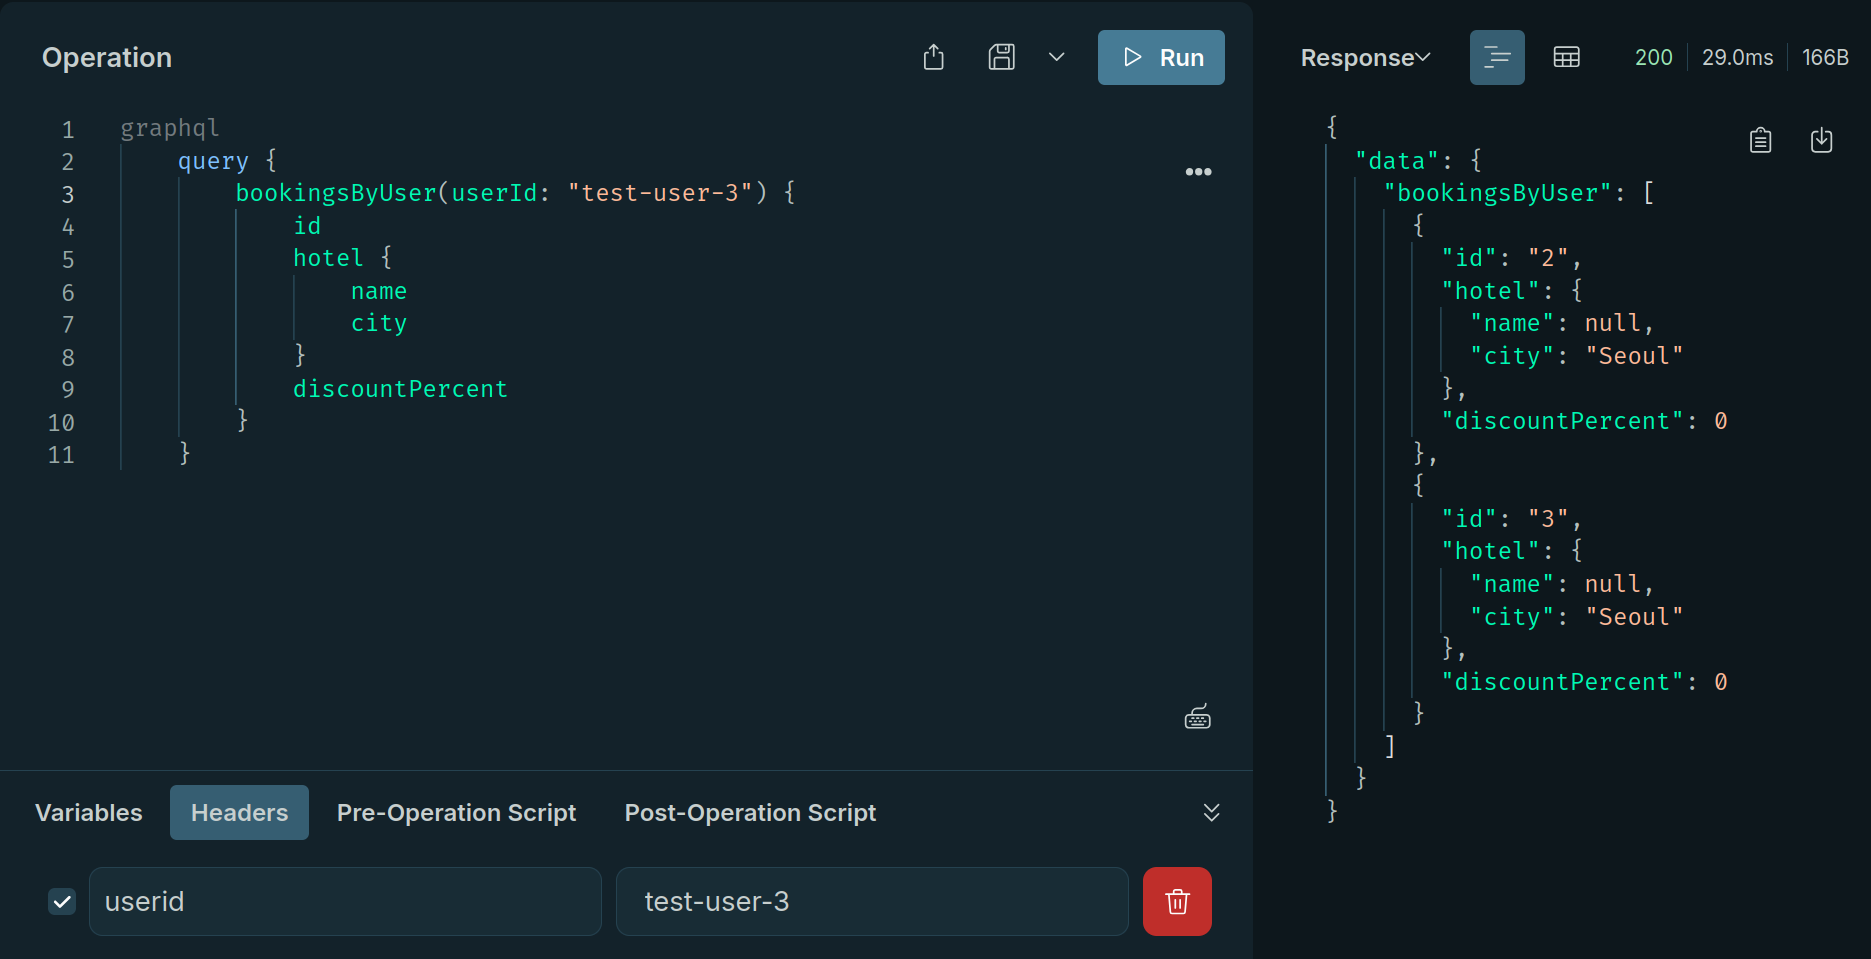 Operation
Run
1 graphql
2 query {
3 bookingsByUser(userId: "test-user-3") {
4 id
5 hotel {
6 name
7 city
8 }
9 discountPercent
10 }
11 }
Variables Headers Pre-Operation Script Post-Operation Script
userid test-user-3
Response 200 29.0ms 166B
{
"data": {
"bookingsByUser": [
{
"id": "2",
"hotel": {
"name": null,
"city": "Seoul"
},
"discountPercent": 0
},
{
"id": "3",
"hotel": {
"name": null,
"city": "Seoul"
},
"discountPercent": 0
}
]
}
}